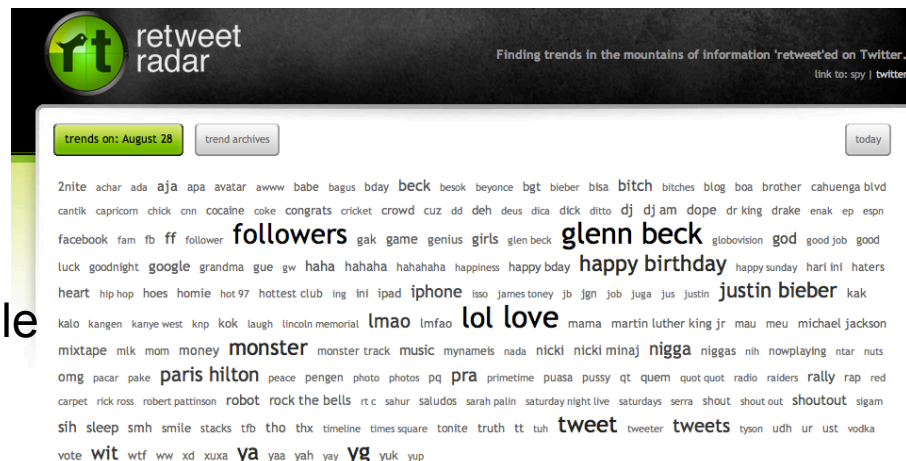 rt
retweet
radar
Finding trends in the mountains of information 'retweet'ed on Twitter.
link to: spy | twitter
trends on: August 28
trend archives
today
2nite achar ada aja apa avatar awww babe bagus bday beck besok beyonce bgt bieber bisa bitch bitches blog boa brother cahuenga blvd
cantik capricorn chick cnn cocaine coke congrats cricket crowd cuz dd deh deus dica dick ditto dj dj am dope dr king drake enak ep espn
facebook fam fb ff follower followers gak game genius girls glen beck glenn beck globovision god good job good
luck goodnight google grandma gue gw haha hahaha hahahaha happiness happy bday happy birthday happy sunday hari ini haters
heart hip hop hoes homie hot 97 hottest club ing ini ipad iphone isso james toney jb jgn job juga jus justin justin bieber kak
le
kalo kangen kanye west knp kok laugh lincoln memorial lmao lmfao lol love mama martin luther king jr mau meu michael jackson
mixtape mlk mom money monster monster track music mynameis nada nicki nicki minaj nigga niggas nih nowplaying ntar nuts
omg pacar pake paris hilton peace pengen photo photos pq pra primetime puasa pussy qt quem quot quot radio raiders rally rap red
carpet rick ross robert pattinson robot rock the bells rt c sahur saludos sarah palin saturday night live saturdays serra shout shout out shoutout sigam
sih sleep smh smile stacks tfb tho thx timeline times square tonite truth tt tuh tweet tweeter tweets tyson udh ur ust vodka
vote wit wtf ww xd xuxa ya yaa yah yay yg yuk yup